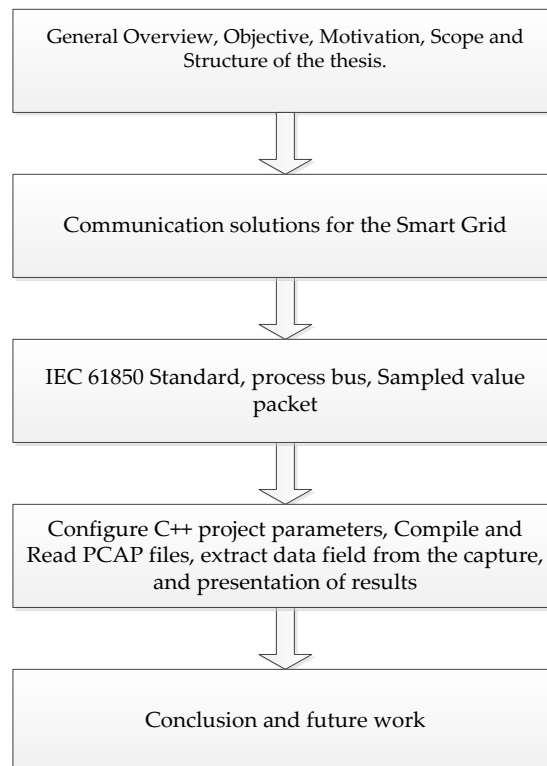 General Overview, Objective, Motivation, Scope and
Structure of the thesis.
Communication solutions for the Smart Grid
IEC 61850 Standard, process bus, Sampled value
packet
Configure C++ project parameters, Compile and
Read PCAP files, extract data field from the capture,
and presentation of results
Conclusion and future work